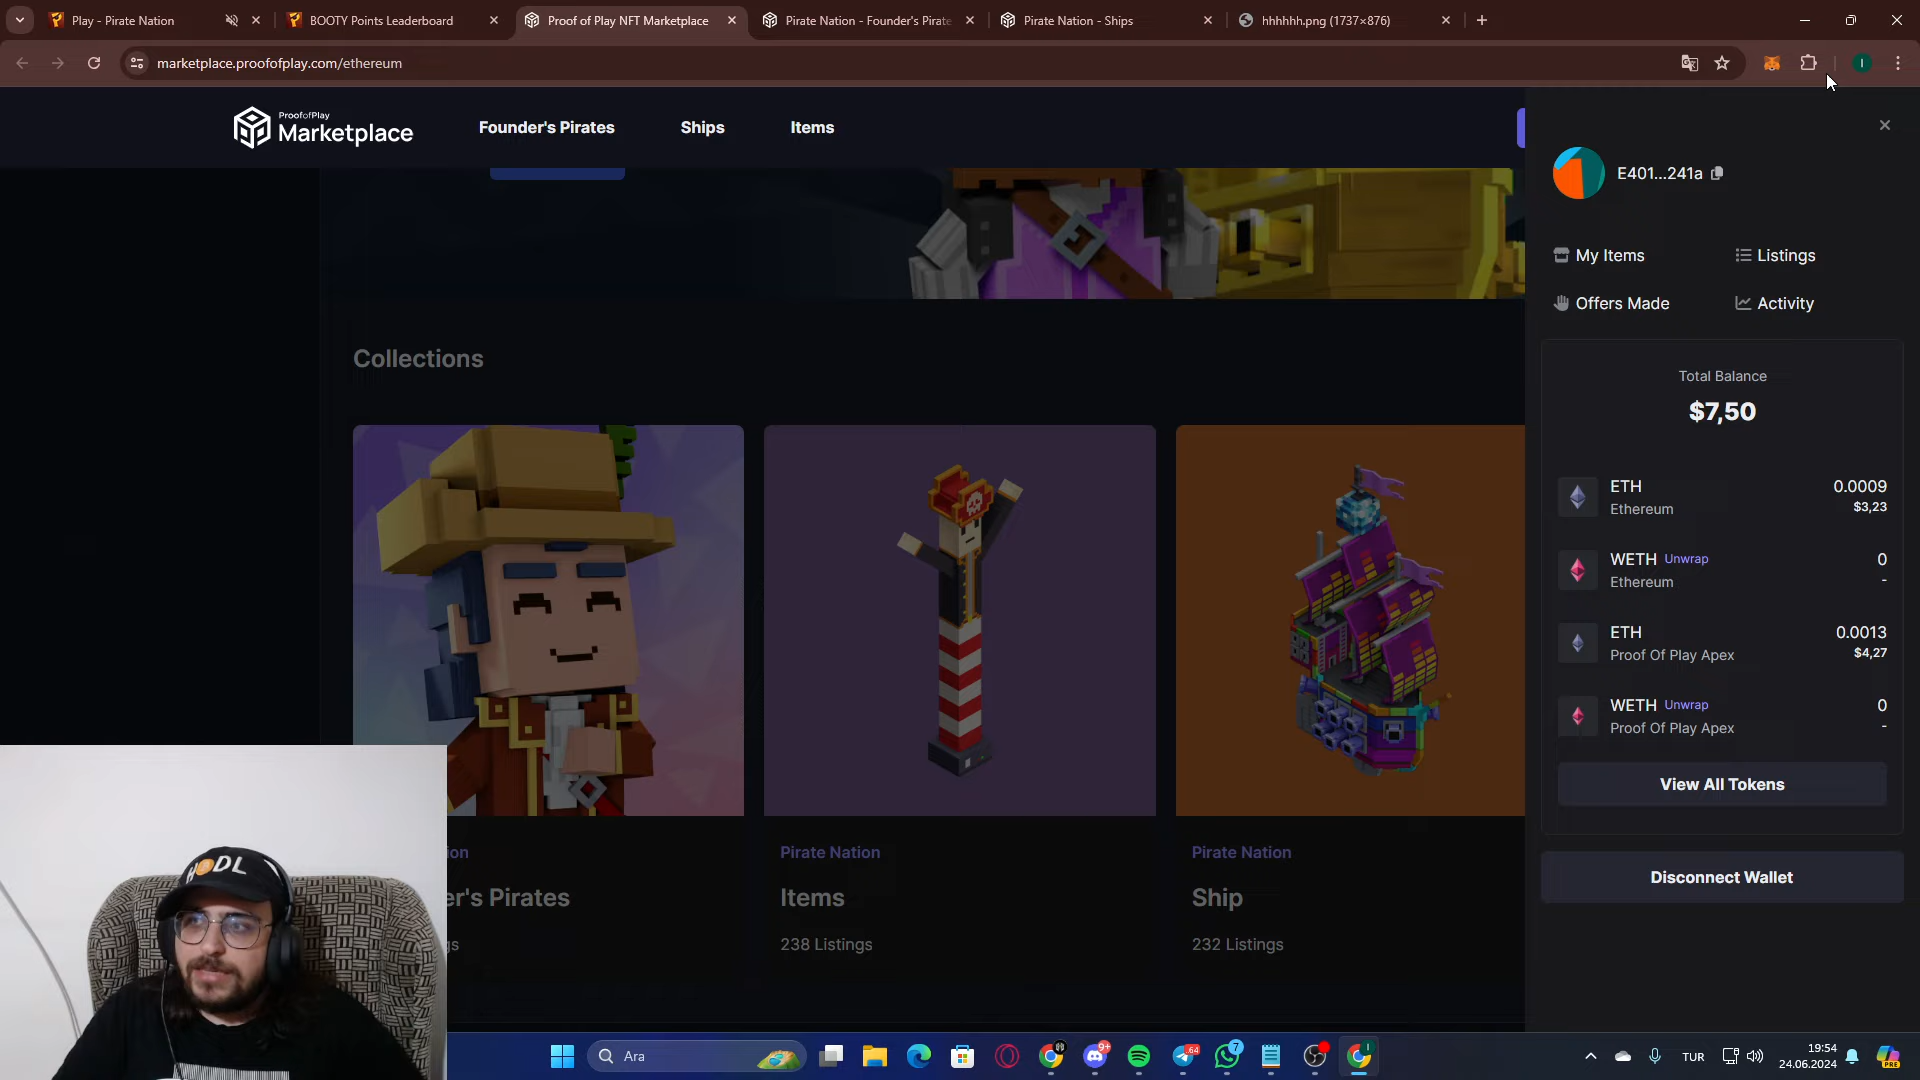 Play - Pirate Nation
BOOTY Points Leaderboard
Proof of Play NFT Marketplace
Pirate Nation - Founder's Pirate
Pirate Nation - Ships
hhhhhh.png (1737×876)
marketplace.proofofplay.com/ethereum
I
ProofofPlay
Marketplace
Founder's Pirates
Ships
Items
E401...241a
My Items
Listings
Offers Made
Activity
Collections
Total Balance
$7,50
ETH
0.0009
Ethereum
$3,23
WETH Unwrap
0
Ethereum
-
ETH
0.0013
Proof Of Play Apex
$4,27
WETH Unwrap
0
Proof Of Play Apex
-
View All Tokens
Disconnect Wallet
ion
Pirate Nation
Pirate Nation
er's Pirates
Items
Ship
gs
238 Listings
232 Listings
HODL
Ara
9+
64
7
TUR
19:54
24.06.2024
PRE